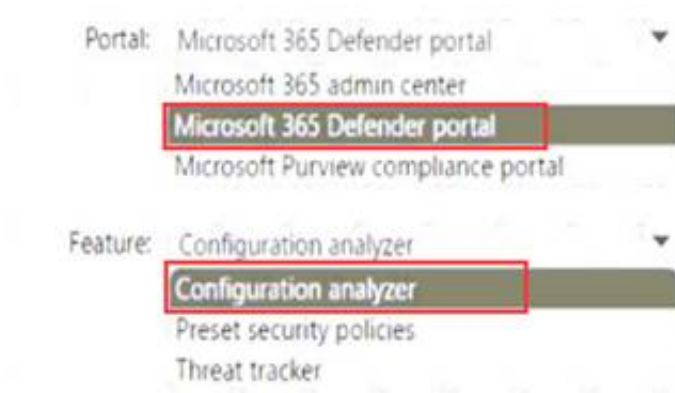 Portal: Microsoft 365 Defender portal
Microsoft 365 admin center
Microsoft 365 Defender portal
Microsoft Purview compliance portal
Feature: Configuration analyzer
Configuration analyzer
Preset security policies
Threat tracker